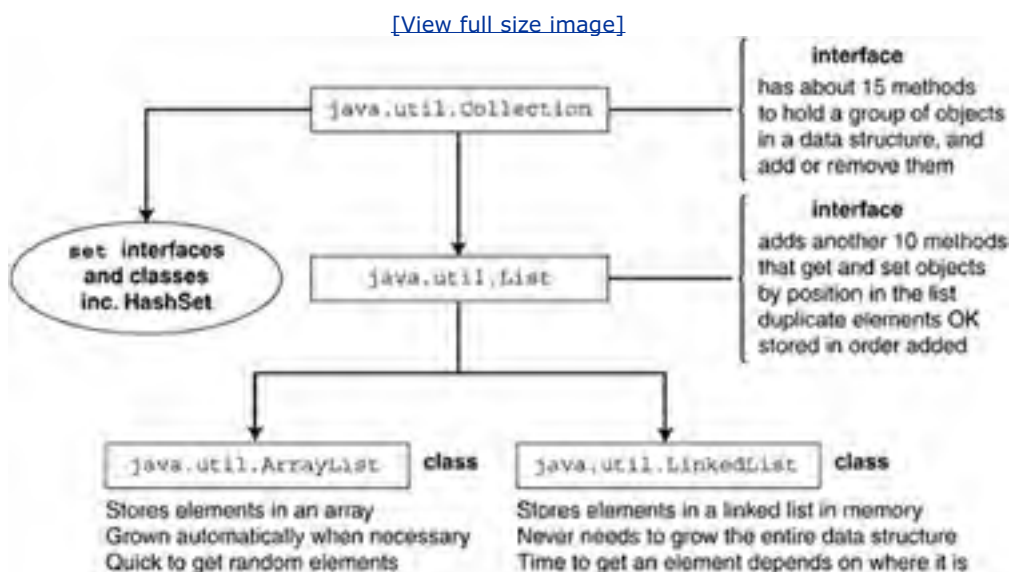 [View full size image]
java.util.Collection
interface
has about 15 methods
to hold a group of objects
in a data structure, and
add or remove them
set interfaces
and classes
inc. HashSet
java.util.List
interface
adds another 10 methods
that get and set objects
by position in the list
duplicate elements OK
stored in order added
java.util.ArrayList
class
Stores elements in an array
Grown automatically when necessary
Quick to get random elements
java.util.LinkedList
class
Stores elements in a linked list in memory
Never needs to grow the entire data structure
Time to get an element depends on where it is